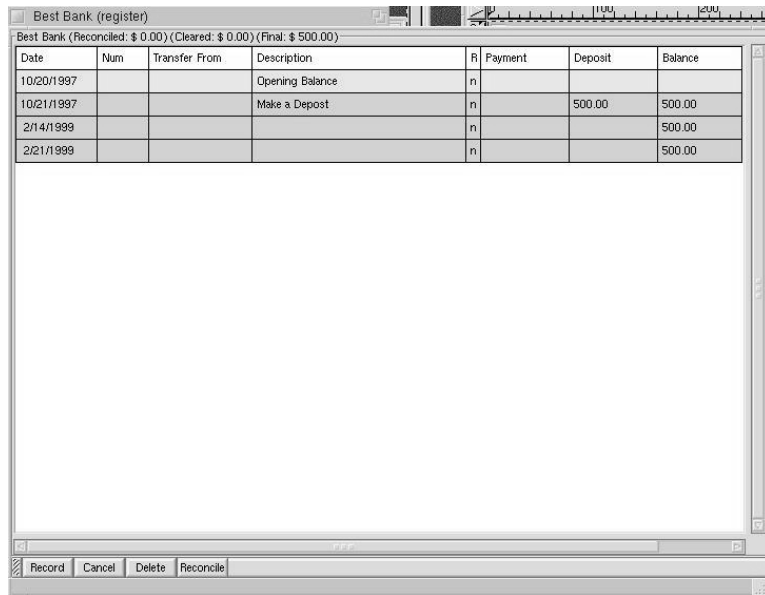 Best Bank (register)
100 200
Best Bank (Reconciled: $ 0.00) (Cleared: $ 0.00) (Final: $ 500.00)
Date Num Transfer From Description R Payment Deposit Balance
10/20/1997 Opening Balance n
10/21/1997 Make a Depost n 500.00 500.00
2/14/1999 n 500.00
2/21/1999 n 500.00
Record Cancel Delete Reconcile